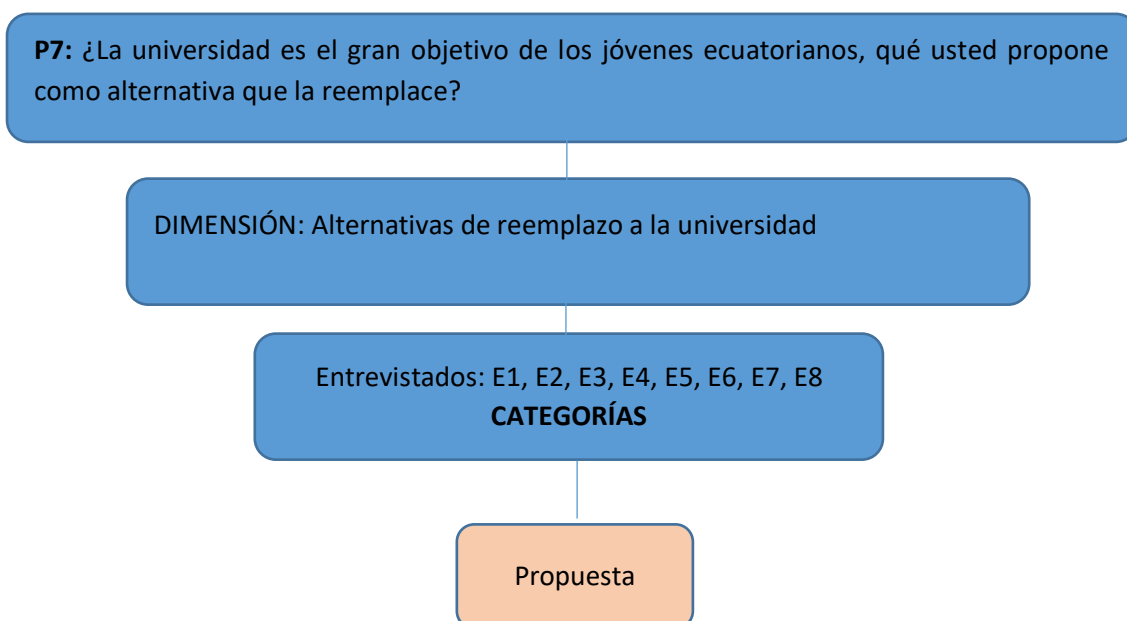 P7: ¿La universidad es el gran objetivo de los jóvenes ecuatorianos, qué usted propone
como alternativa que la reemplace?
DIMENSIÓN: Alternativas de reemplazo a la universidad
Entrevistados: E1, E2, E3, E4, E5, E6, E7, E8
CATEGORÍAS
Propuesta